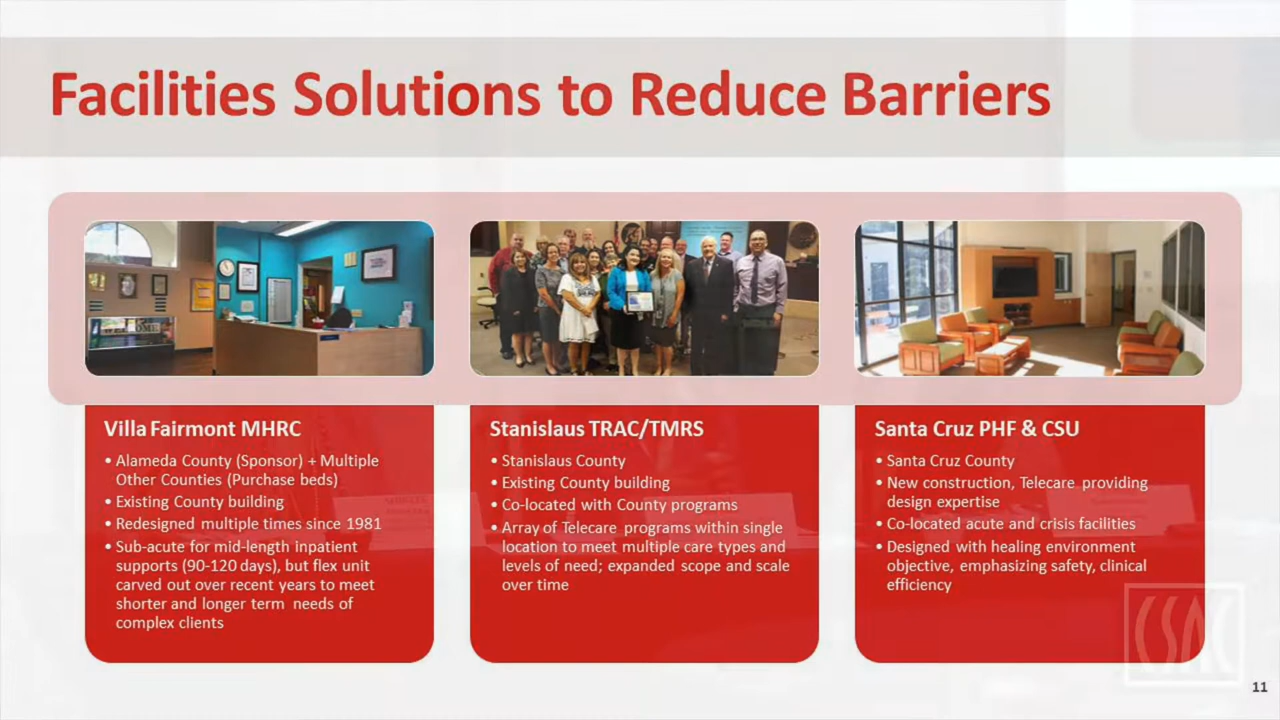 Facilities Solutions to Reduce Barriers
WELCOME
Villa Fairmont MHRC
• Alameda County (Sponsor) + Multiple
Other Counties (Purchase beds)
• Existing County building
• Redesigned multiple times since 1981
• Sub-acute for mid-length inpatient
supports (90-120 days), but flex unit
carved out over recent years to meet
shorter and longer term needs of
complex clients
Stanislaus TRAC/TMRS
• Stanislaus County
• Existing County building
• Co-located with County programs
• Array of Telecare programs within single
location to meet multiple care types and
levels of need; expanded scope and scale
over time
Santa Cruz PHF & CSU
• Santa Cruz County
• New construction, Telecare providing
design expertise
• Co-located acute and crisis facilities
• Designed with healing environment
objective, emphasizing safety, clinical
efficiency
CSAC
11